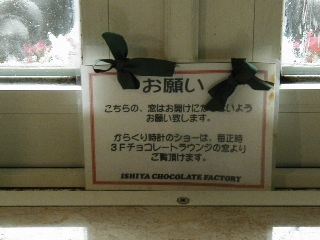 お願い
こちらの、窓はお開けにならないよう
お願い致します。
からくり時計のショーは、毎正時
3Fチョコレートラウンジの窓より
ご覧頂けます。
ISHIYA CHOCOLATE FACTORY